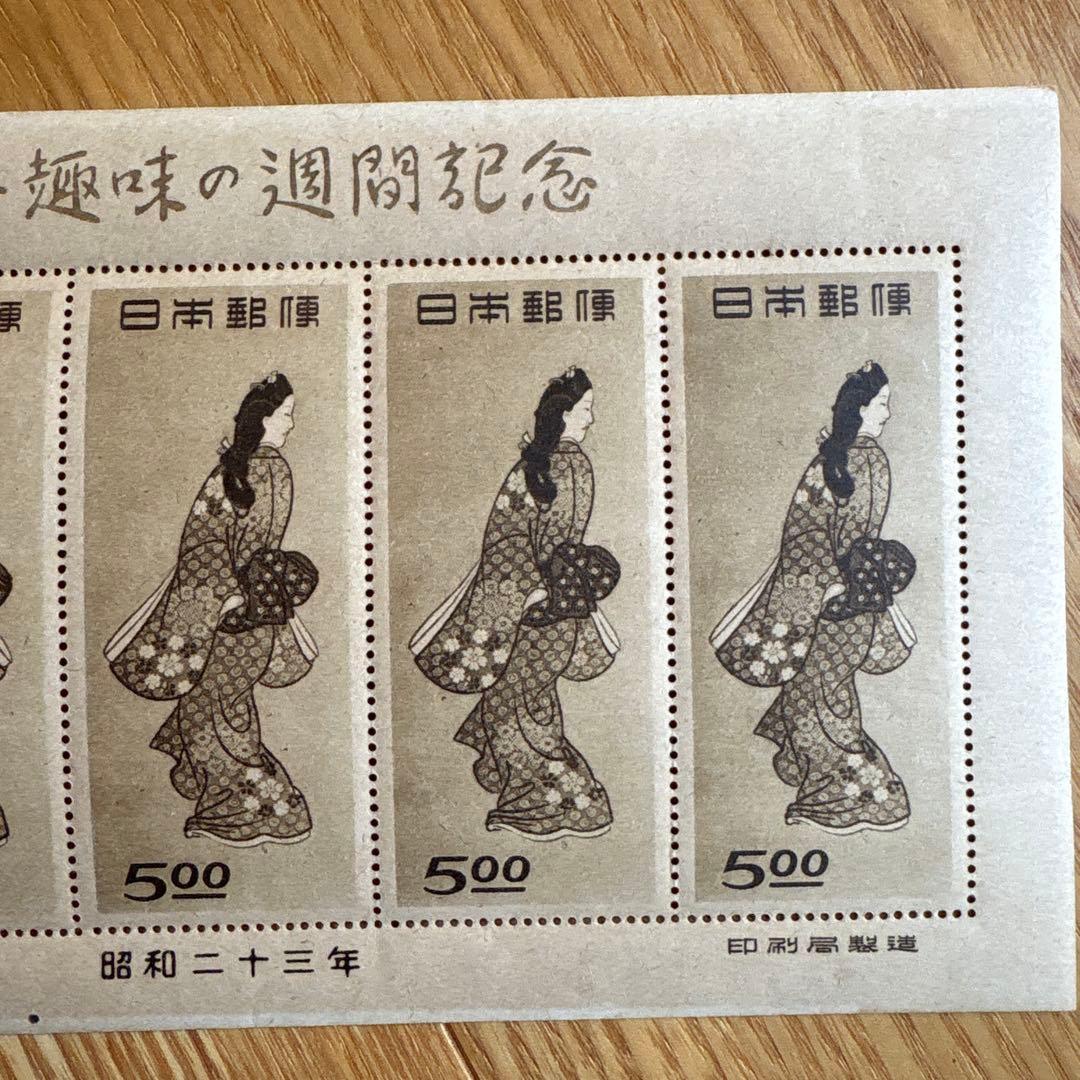 趣味の週間記念
便 日本郵便 日本郵便 日本郵便
5.00 5.00 5.00
昭和二十三年
印刷局製造